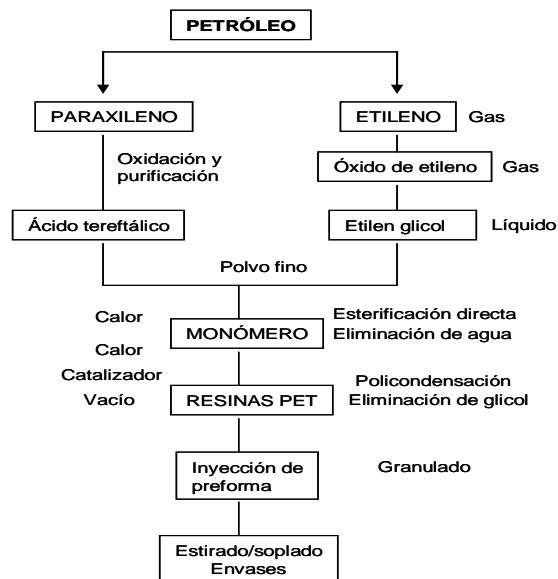 PETRÓLEO
PARAXILENO
ETILENO
Gas
Oxidación y
purificación
Óxido de etileno
Gas
Ácido tereftálico
Etilen glicol
Líquido
Polvo fino
Calor
MONÓMERO
Esterificación directa
Eliminación de agua
Calor
Catalizador
Vacío
RESINAS PET
Policondensación
Eliminación de glicol
Inyección de
preforma
Granulado
Estirado/soplado
Envases